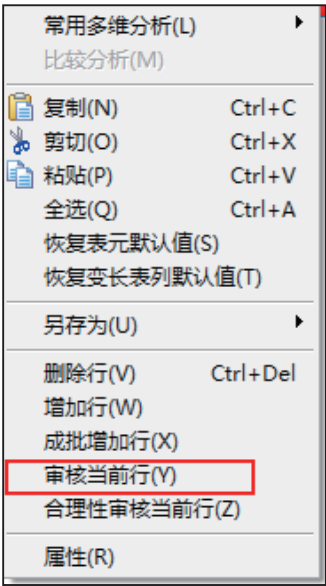 常用多维分析(L)
比较分析(M)
复制(N) Ctrl+C
剪切(O) Ctrl+X
粘贴(P) Ctrl+V
全选(Q) Ctrl+A
恢复表元默认值(S)
恢复变长表列默认值(T)
另存为(U)
删除行(V) Ctrl+Del
增加行(W)
成批增加行(X)
审核当前行(Y)
合理性审核当前行(Z)
属性(R)